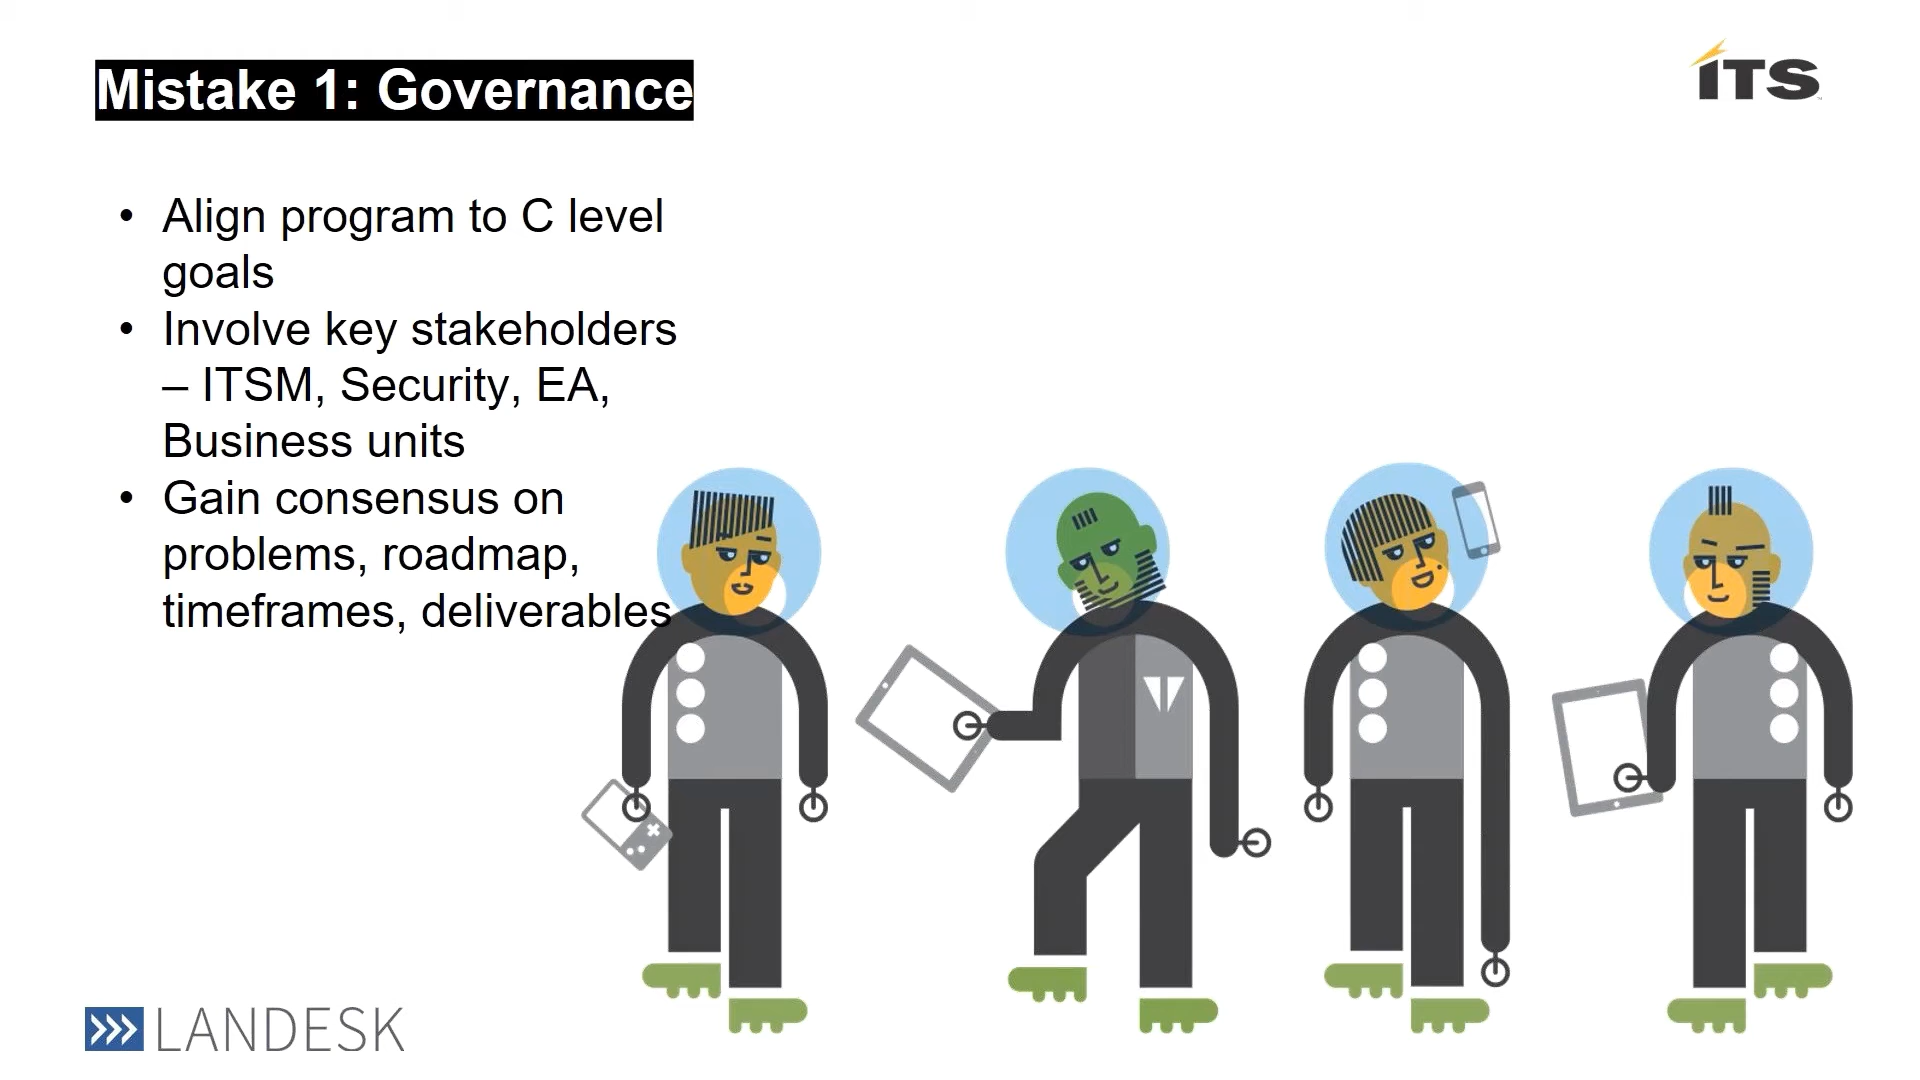 Mistake 1: Governance
iTS
• Align program to C level
goals
• Involve key stakeholders
– ITSM, Security, EA,
Business units
• Gain consensus on
problems, roadmap,
timeframes, deliverables
LANDESK